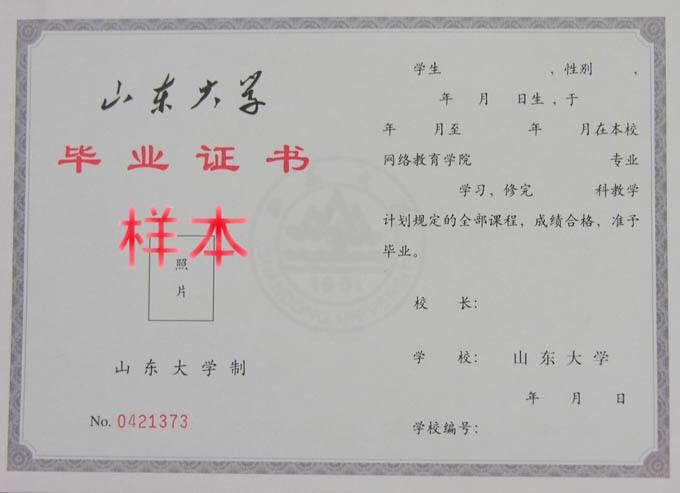 山东大学
毕业证书
样本
照
片
山东大学制
No. 0421373
学生 ,性别 ,
年 月 日生,于
年 月至 年 月在本校
网络教育学院 专业
学习,修完 科教学
计划规定的全部课程,成绩合格,准予
毕业。
校 长:
学 校: 山东大学
年 月 日
学校编号: